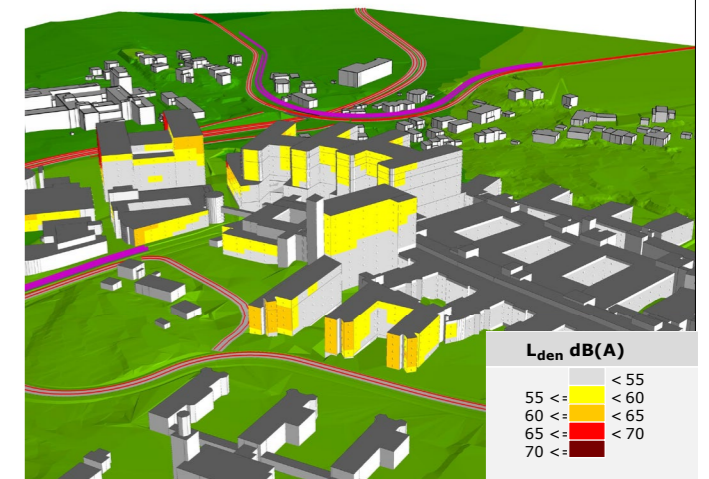 Lden dB(A)
< 55
55 <= < 60
60 <= < 65
65 <= < 70
70 <=